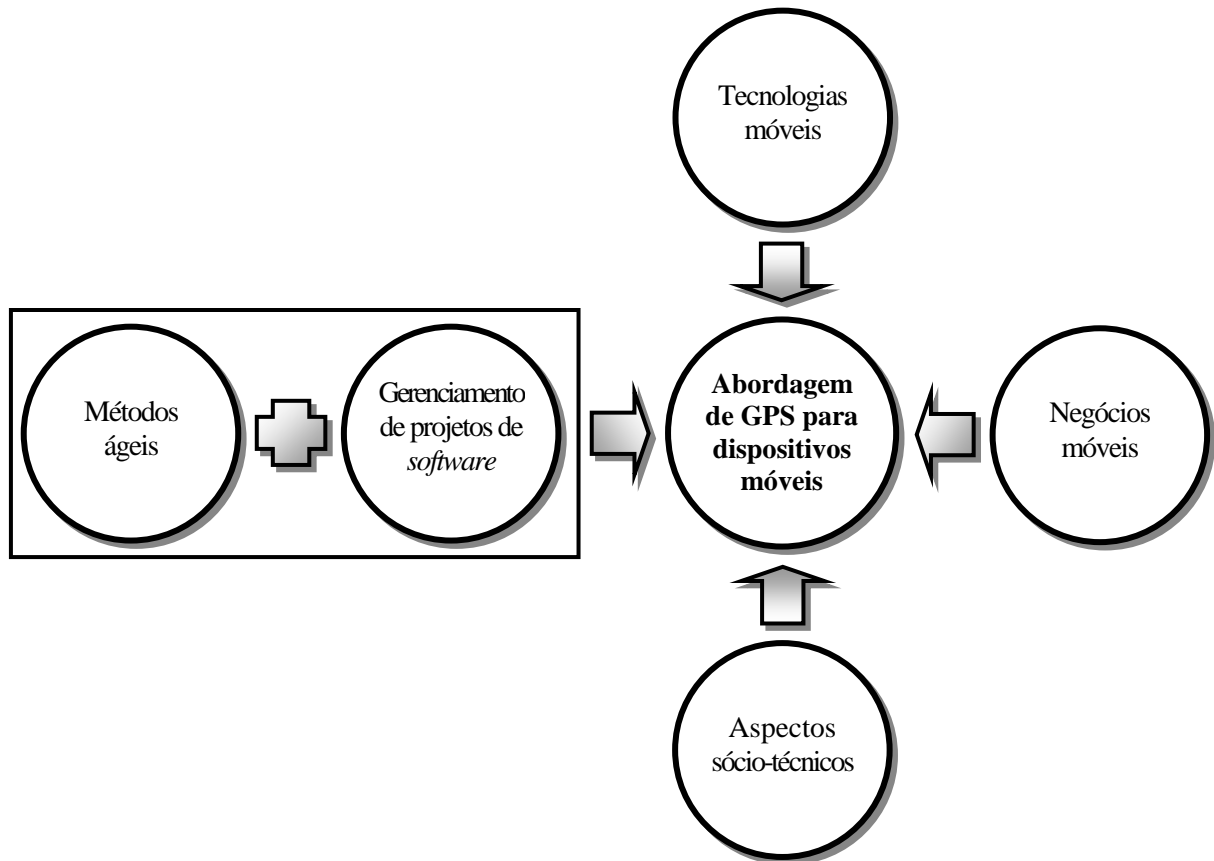 Tecnologias
móveis
Métodos
ágeis
Gerenciamento
de projetos de
software
Abordagem
de GPS para
dispositivos
móveis
Negócios
móveis
Aspectos
sócio-técnicos